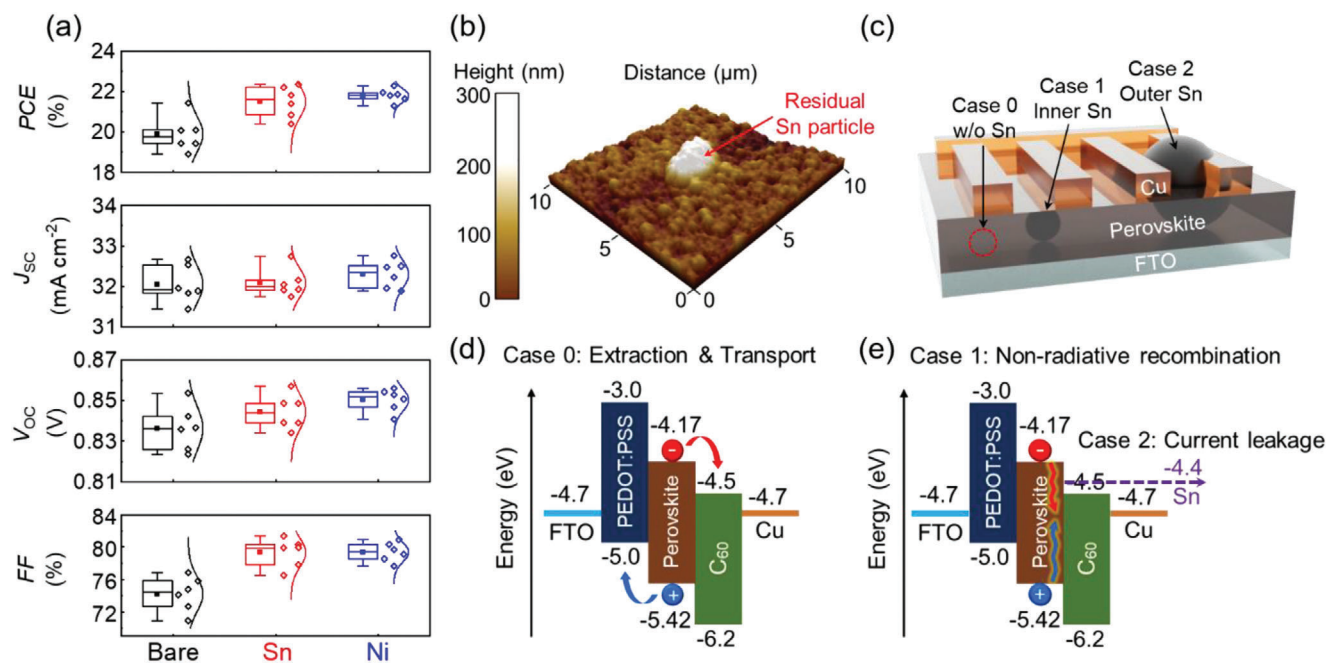 (a)
24
22
20
18
PCE
(%)
34
33
32
31
JSC
(mA cm⁻²)
0.87
0.85
0.83
0.81
VOC
(V)
84
80
76
72
FF
(%)
Bare Sn Ni
(b)
Height (nm)
300
200
100
0
Distance (µm)
Residual
Sn particle
10
5
0
0
5
10
(c)
Case 0
w/o Sn
Case 1
Inner Sn
Case 2
Outer Sn
Cu
Perovskite
FTO
(d) Case 0: Extraction & Transport
Energy (eV)
-3.0
-4.17
-4.5
-4.7
-4.7
FTO
PEDOT:PSS
Perovskite
C₆₀
Cu
-
+
-5.0
-5.42
-6.2
(e) Case 1: Non-radiative recombination
Case 2: Current leakage
Energy (eV)
-3.0
-4.17
-4.4
Sn
-4.5
-4.7
-4.7
FTO
PEDOT:PSS
Perovskite
C₆₀
Cu
-
+
-5.0
-5.42
-6.2